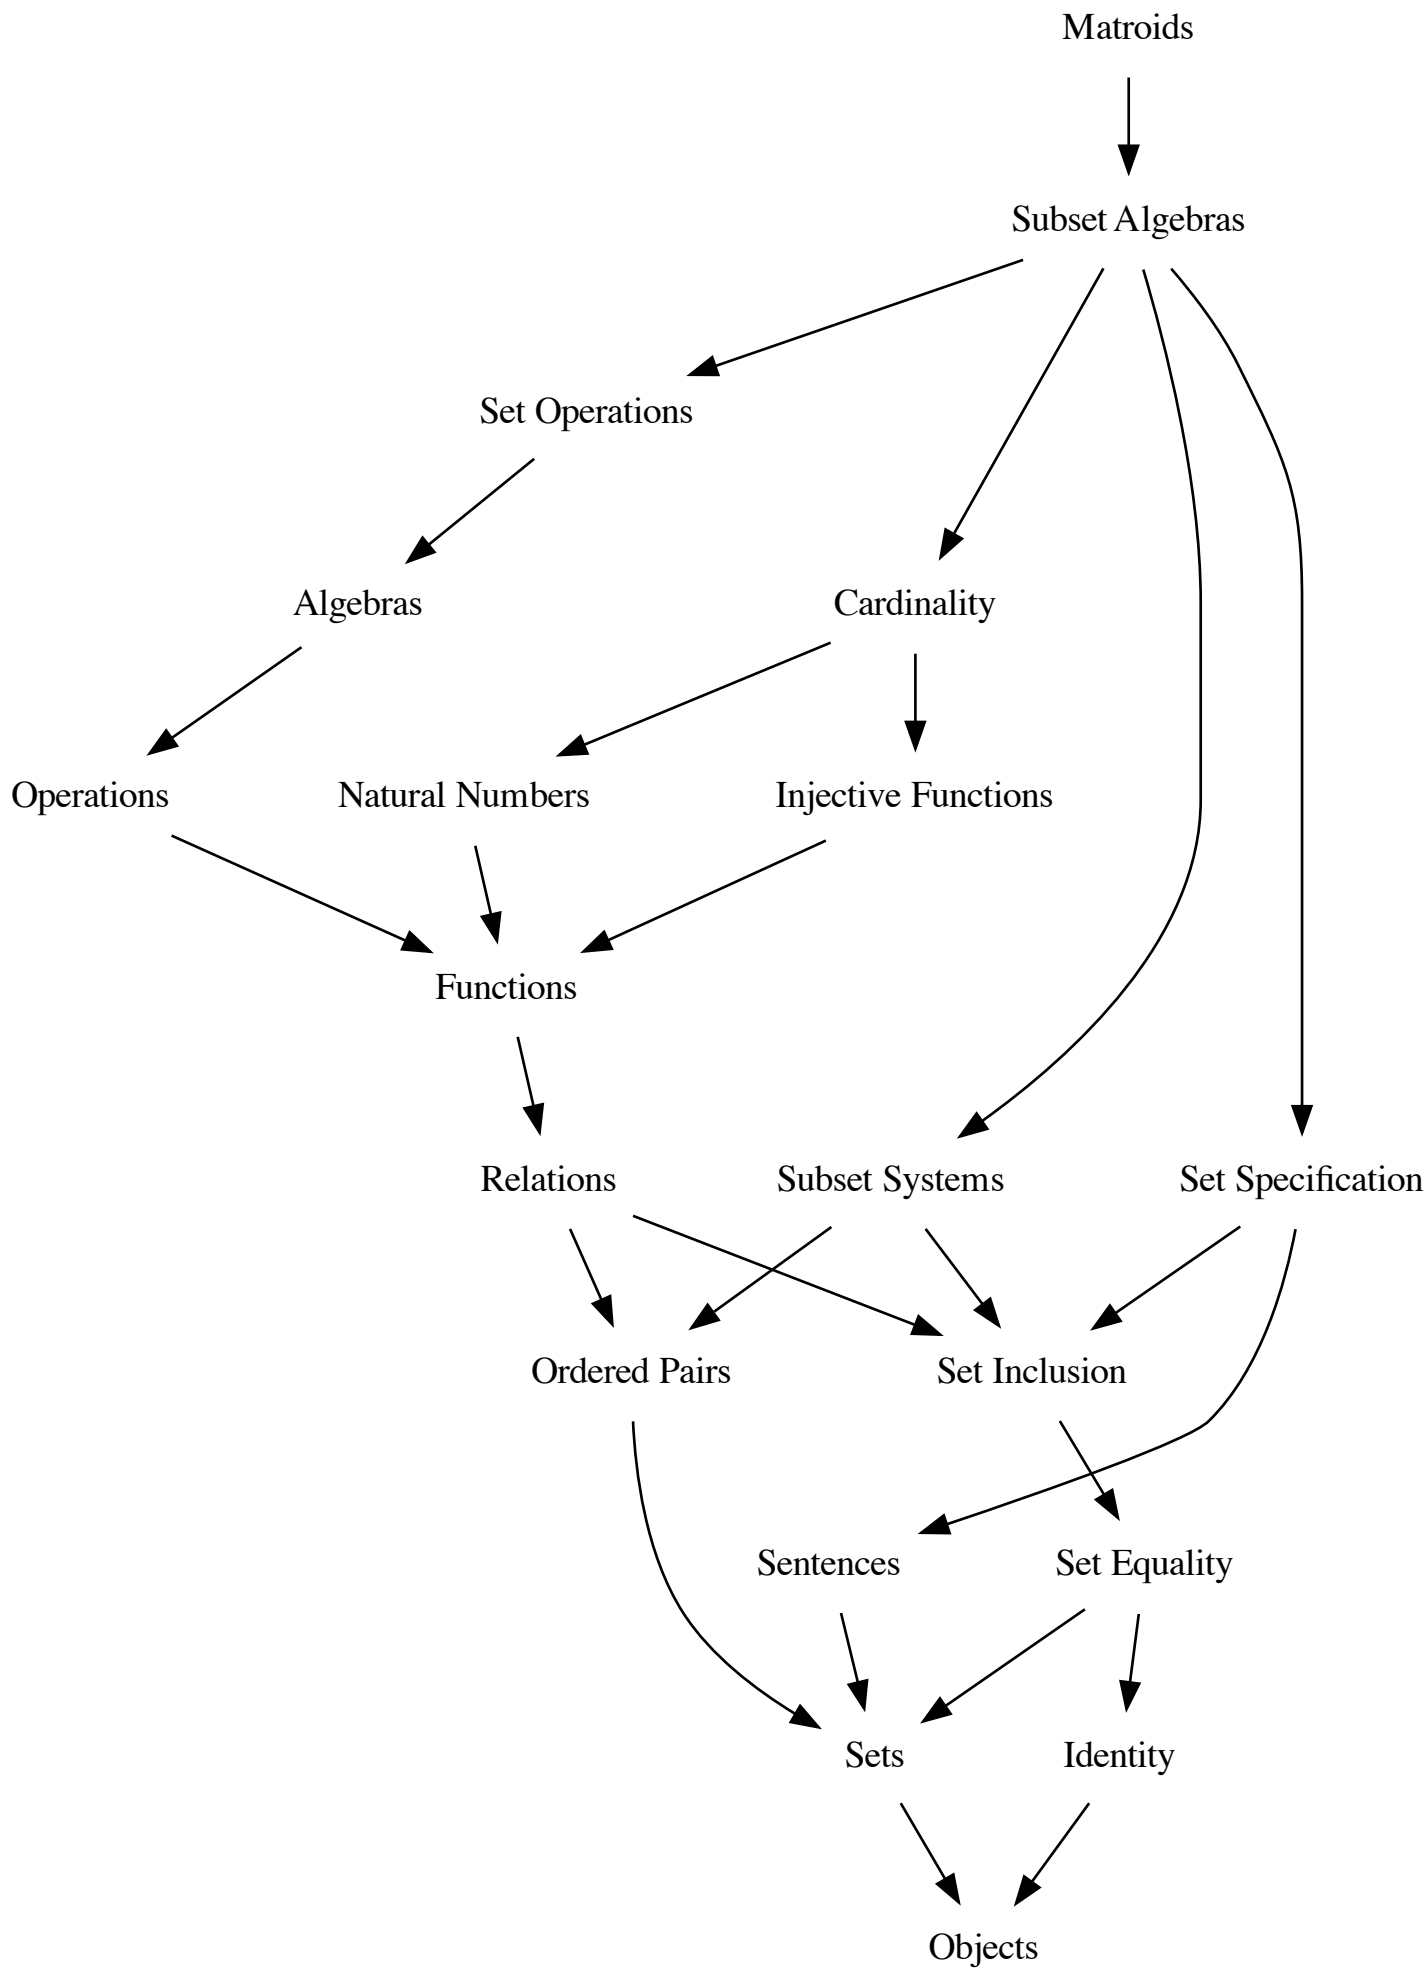 Matroids
Subset Algebras
Set Operations
Algebras
Cardinality
Operations
Natural Numbers
Injective Functions
Functions
Relations
Subset Systems
Set Specification
Ordered Pairs
Set Inclusion
Sentences
Set Equality
Sets
Identity
Objects